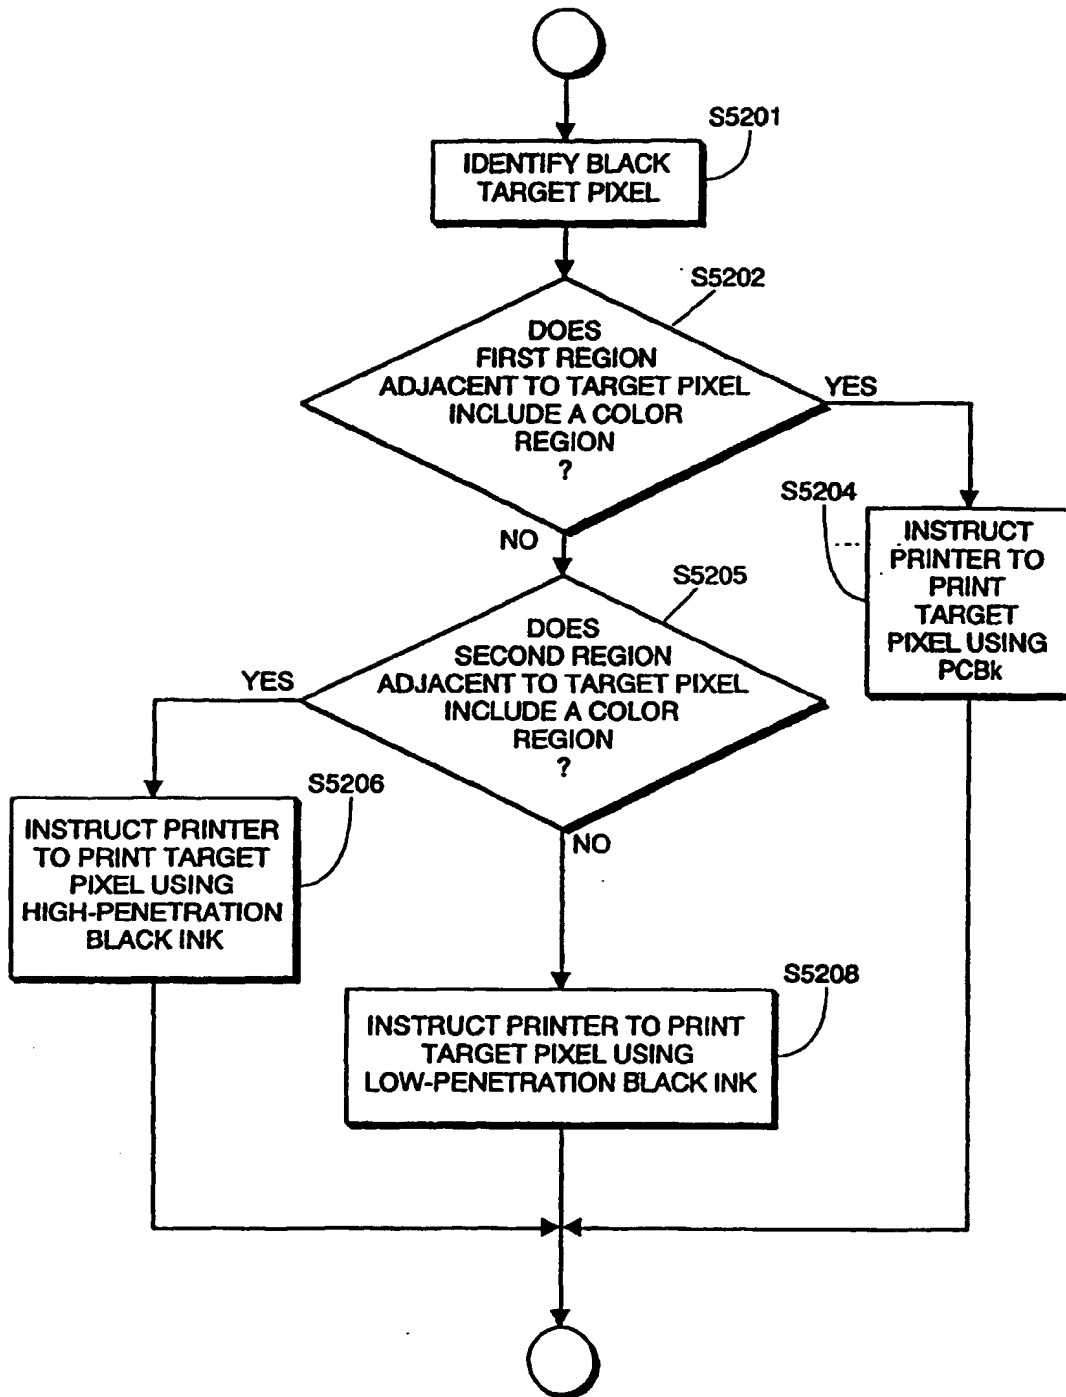 S5201
IDENTIFY BLACK
TARGET PIXEL
S5202
DOES
FIRST REGION
ADJACENT TO TARGET PIXEL
INCLUDE A COLOR
REGION
?
YES
NO
S5204
INSTRUCT
PRINTER TO
PRINT
TARGET
PIXEL USING
PCBk
S5205
DOES
SECOND REGION
ADJACENT TO TARGET PIXEL
INCLUDE A COLOR
REGION
?
YES
NO
S5206
INSTRUCT PRINTER
TO PRINT TARGET
PIXEL USING
HIGH-PENETRATION
BLACK INK
S5208
INSTRUCT PRINTER TO PRINT
TARGET PIXEL USING
LOW-PENETRATION BLACK INK